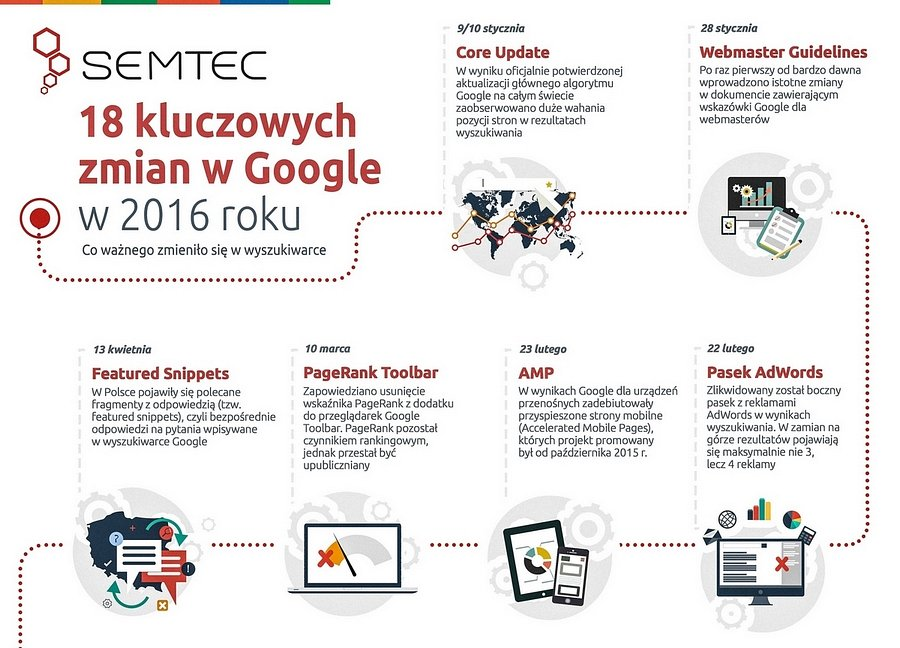 SEMTEC
18 kluczowych
zmian w Google
w 2016 roku
Co ważnego zmieniło się w wyszukiwarce
9/10 stycznia
Core Update
W wyniku oficjalnie potwierdzonej
aktualizacji głównego algorytmu
Google na całym świecie
zaobserwowano duże wahania
pozycji stron w rezultatach
wyszukiwania
28 stycznia
Webmaster Guidelines
Po raz pierwszy od bardzo dawna
wprowadzono istotne zmiany
w dokumencie zawierającym
wskazówki Google dla
webmasterów
13 kwietnia
Featured Snippets
W Polsce pojawiły się polecane
fragmenty z odpowiedzią (tzw.
featured snippets), czyli bezpośrednie
odpowiedzi na pytania wpisywane
w wyszukiwarce Google
10 marca
PageRank Toolbar
Zapowiedziano usunięcie
wskaźnika PageRank z dodatku
do przeglądarek Google
Toolbar. PageRank pozostał
czynnikiem rankingowym,
jednak przestał być
upubliczniany
23 lutego
AMP
W wynikach Google dla urządzeń
przenośnych zadebiutowały
przyspieszone strony mobilne
(Accelerated Mobile Pages),
których projekt promowany
był od października 2015 r.
22 lutego
Pasek AdWords
Zlikwidowany został boczny
pasek z reklamami
AdWords w wynikach
wyszukiwania. W zamian na
górze rezultatów pojawiają
się maksymalnie nie 3,
lecz 4 reklamy